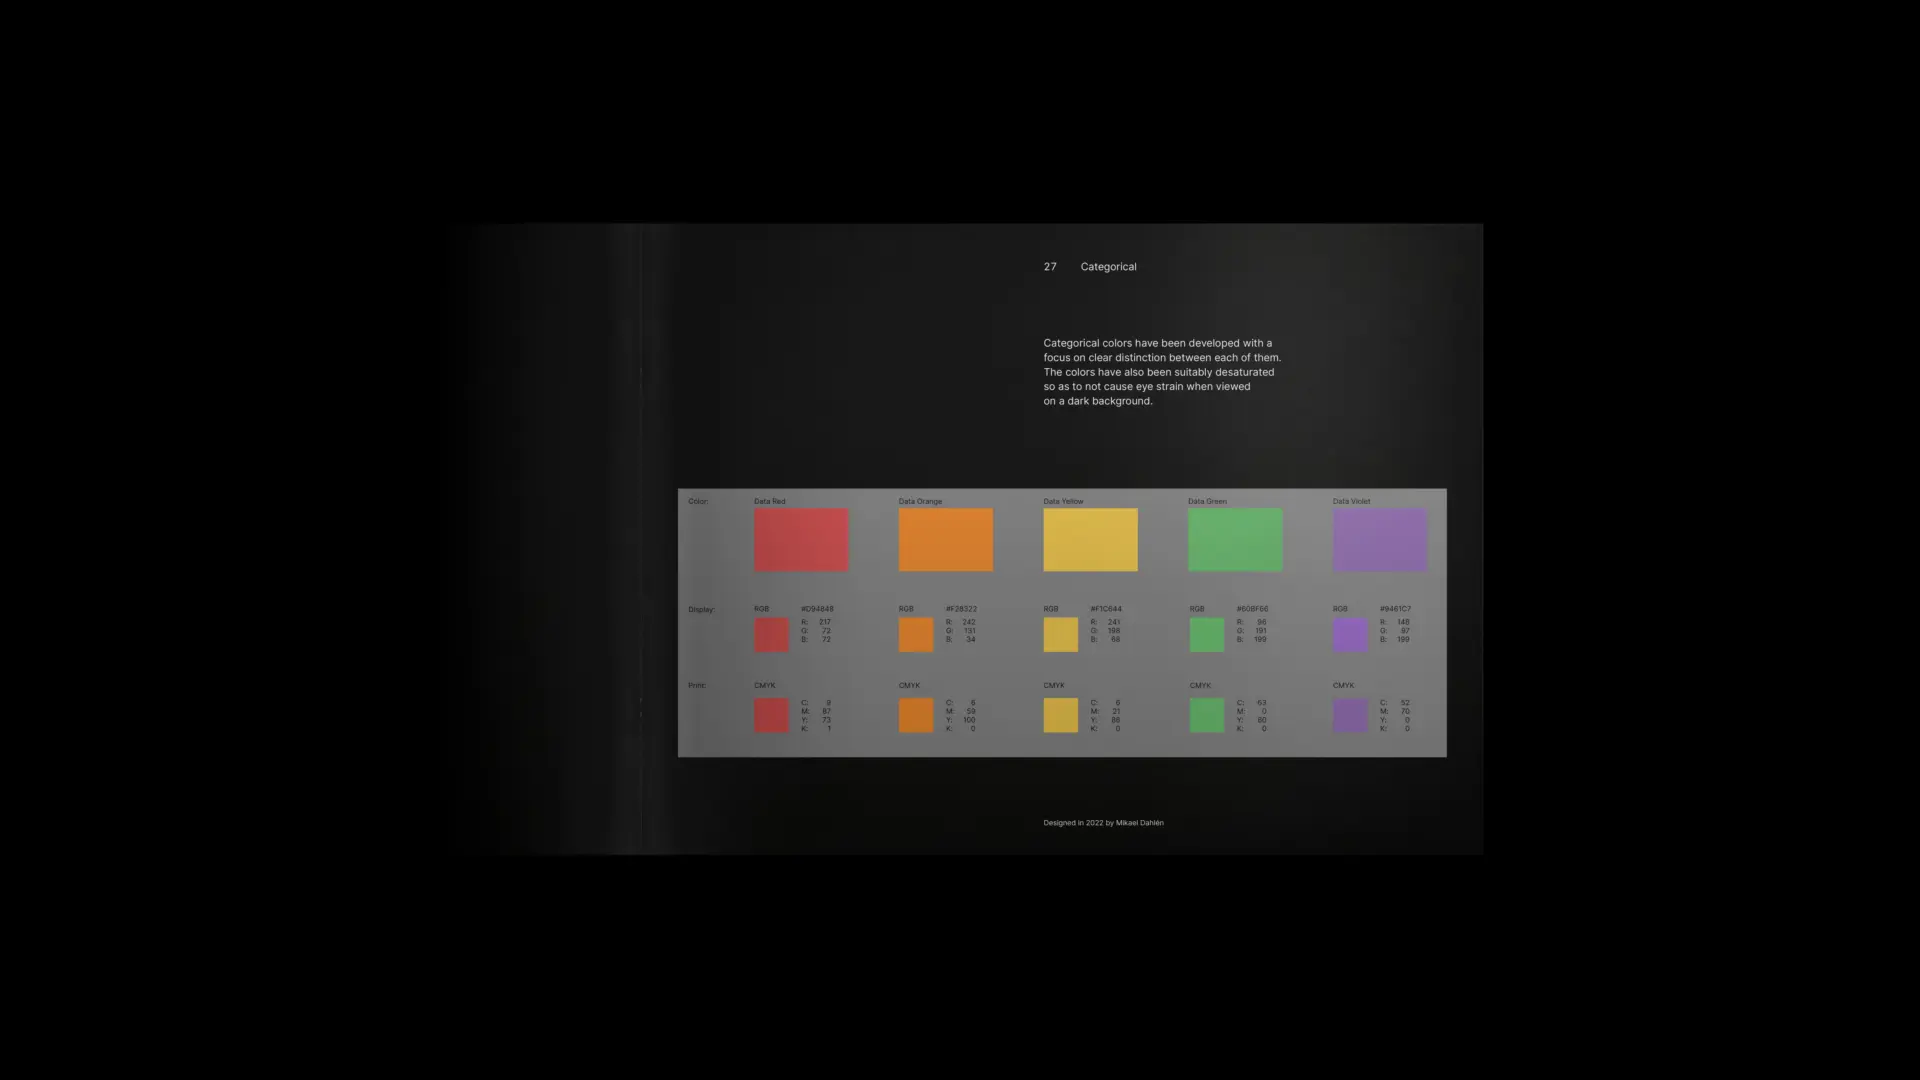 27 Categorical
Categorical colors have been developed with a
focus on clear distinction between each of them.
The colors have also been suitably desaturated
so as to not cause eye strain when viewed
on a dark background.
Color: Data Red Data Orange Data Yellow Data Green Data Violet
Display: RGB #D94848 RGB #F28322 RGB #F1C644 RGB #60BF66 RGB #9461C7
R: 217 R: 242 R: 241 R: 96 R: 148
G: 72 G: 131 G: 198 G: 191 G: 97
B: 72 B: 34 B: 68 B: 199 B: 199
Print: CMYK CMYK CMYK CMYK CMYK
C: 9 C: 6 C: 6 C: 63 C: 52
M: 87 M: 59 M: 21 M: 0 M: 70
Y: 73 Y: 100 Y: 86 Y: 80 Y: 0
K: 1 K: 0 K: 0 K: 0 K: 0
Designed in 2022 by Mikael Dahlén